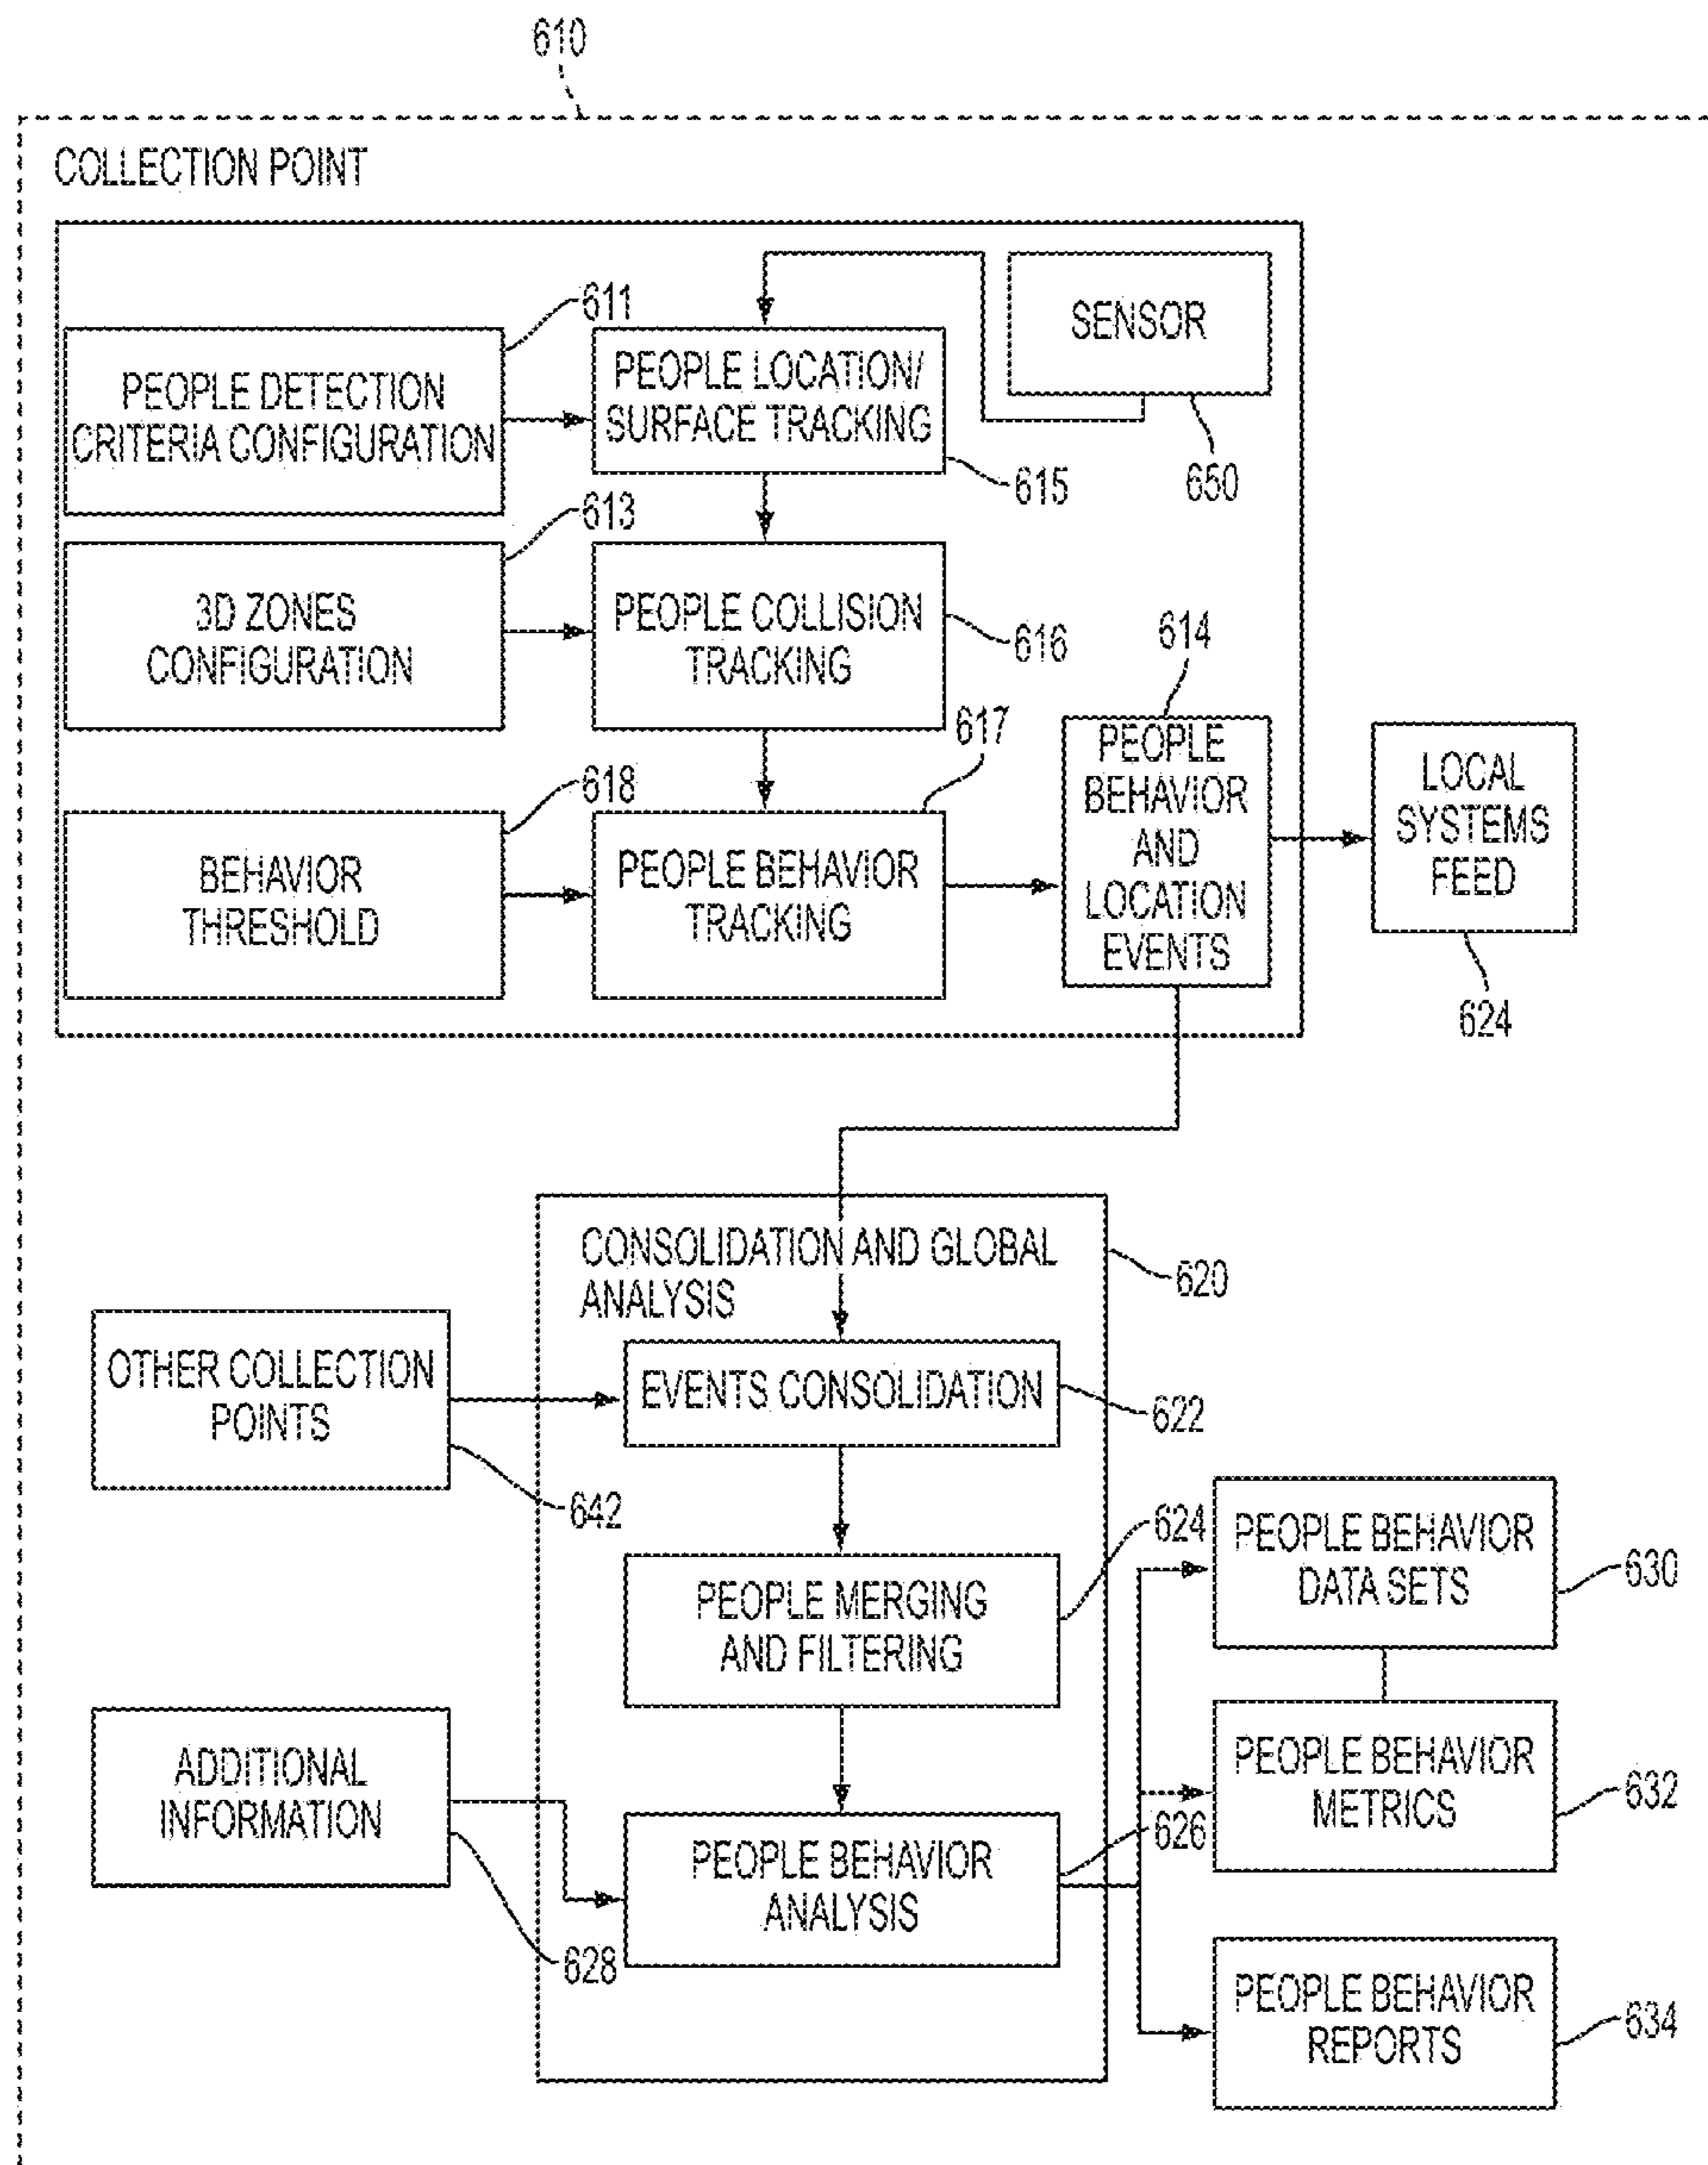 610
COLLECTION POINT
611
PEOPLE DETECTION
CRITERIA CONFIGURATION
PEOPLE LOCATION/
SURFACE TRACKING
615
SENSOR
650
613
3D ZONES
CONFIGURATION
PEOPLE COLLISION
TRACKING
616
618
BEHAVIOR
THRESHOLD
617
PEOPLE BEHAVIOR
TRACKING
614
PEOPLE
BEHAVIOR
AND
LOCATION
EVENTS
LOCAL
SYSTEMS
FEED
624
CONSOLIDATION AND GLOBAL
ANALYSIS
620
OTHER COLLECTION
POINTS
642
EVENTS CONSOLIDATION
622
PEOPLE MERGING
AND FILTERING
624
PEOPLE BEHAVIOR
DATA SETS
630
ADDITIONAL
INFORMATION
628
PEOPLE BEHAVIOR
ANALYSIS
626
PEOPLE BEHAVIOR
METRICS
632
PEOPLE BEHAVIOR
REPORTS
634